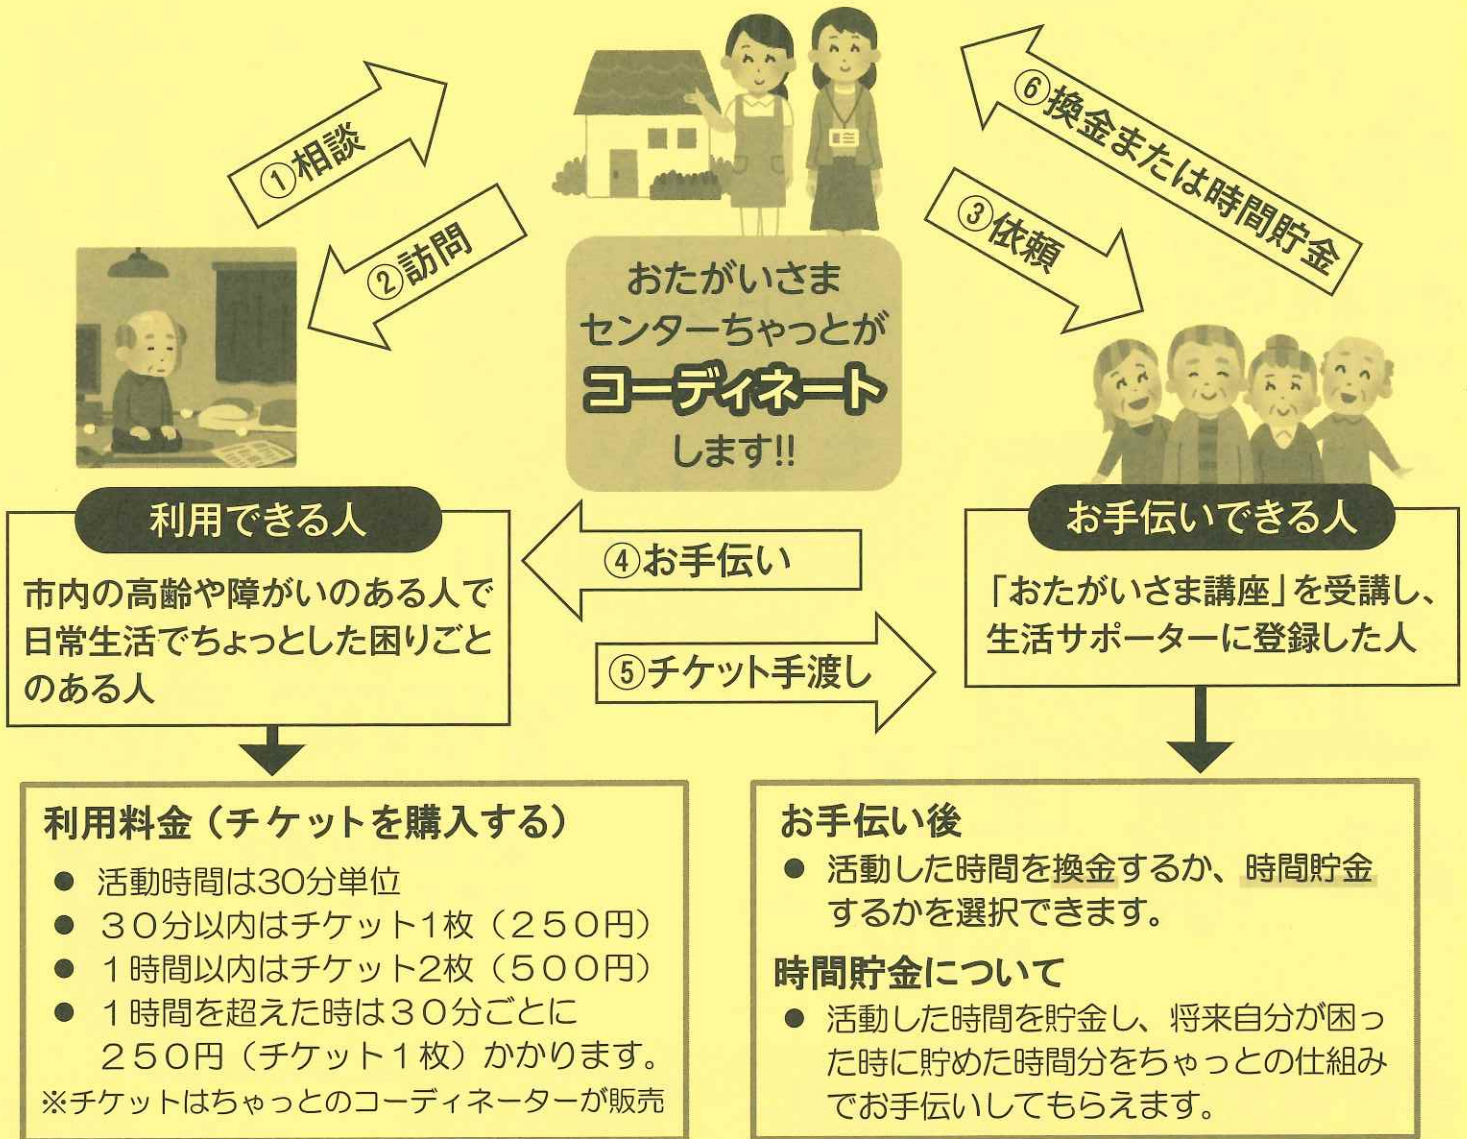 ①相談
②訪問
③依頼
⑥換金または時間貯金
おたがいさま
センターちゃっとが
コーディネート
します!!
利用できる人
市内の高齢や障がいのある人で
日常生活でちょっとした困りごと
のある人
④お手伝い
⑤チケット手渡し
お手伝いできる人
「おたがいさま講座」を受講し、
生活サポーターに登録した人
利用料金（チケットを購入する）
● 活動時間は30分単位
● ３０分以内はチケット1枚（２５０円）
● １時間以内はチケット2枚（５００円）
● １時間を超えた時は３０分ごとに
２５０円（チケット１枚）かかります。
※チケットはちゃっとのコーディネーターが販売
お手伝い後
● 活動した時間を換金するか、時間貯金
するかを選択できます。
時間貯金について
● 活動した時間を貯金し、将来自分が困っ
た時に貯めた時間分をちゃっとの仕組み
でお手伝いしてもらえます。